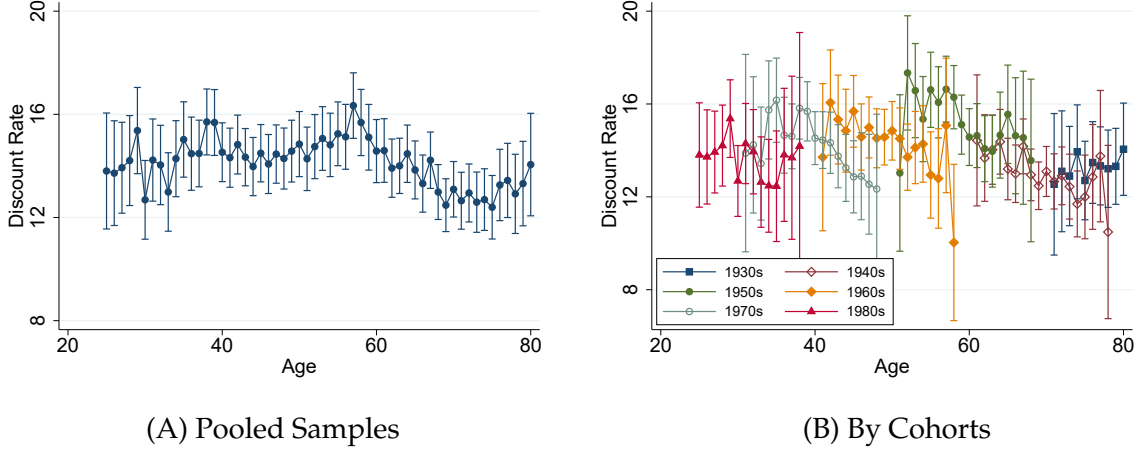 20
16
12
8
Discount Rate
20
40
60
80
Age
(A) Pooled Samples
20
16
12
8
Discount Rate
1930s
1940s
1950s
1960s
1970s
1980s
20
40
60
80
Age
(B) By Cohorts